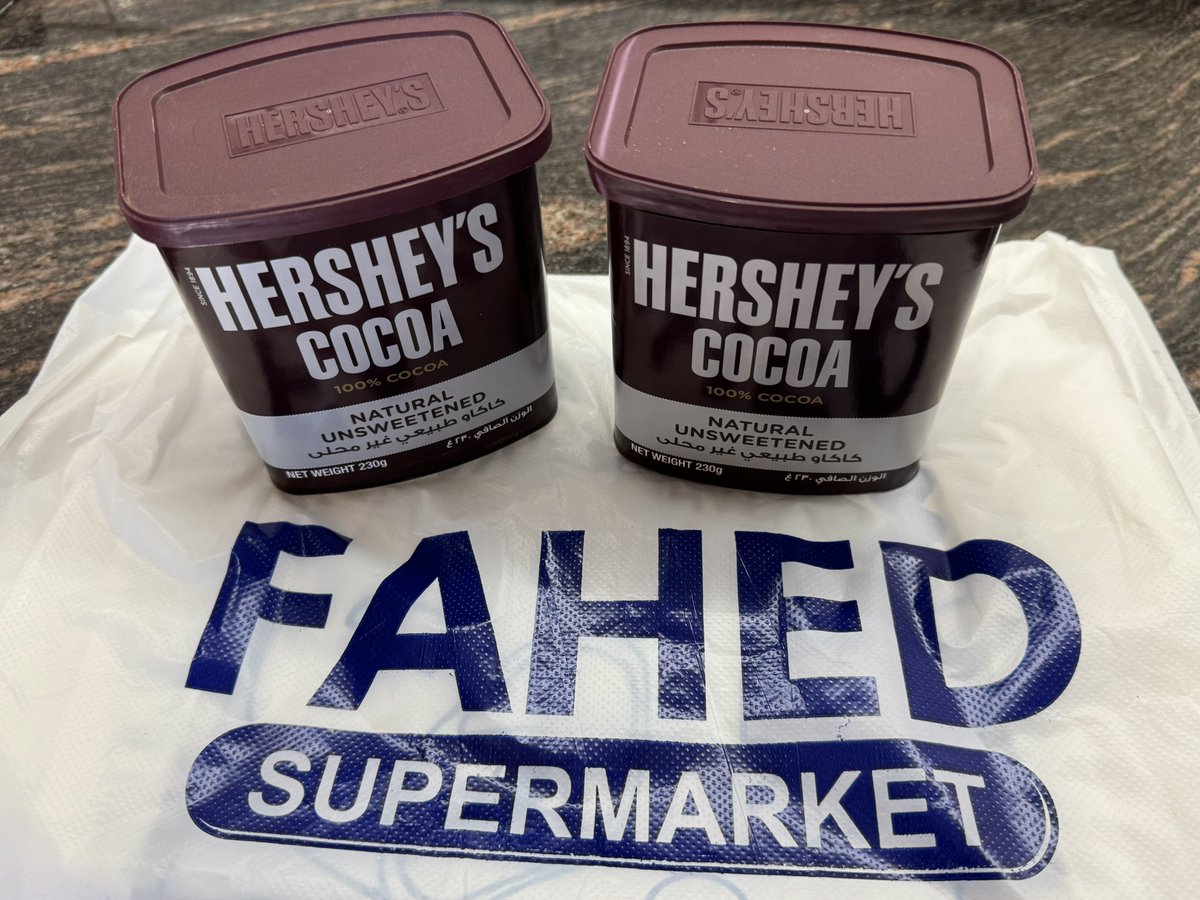 HERSHEY'S®
SINCE 1894
HERSHEY'S
COCOA
100% COCOA
NATURAL
UNSWEETENED
كاكاو طبيعي غير محلى
NET WEIGHT 230g
الوزن الصافي ٢٣٠ غ
HERSHEY'S®
SINCE 1894
HERSHEY'S
COCOA
100% COCOA
NATURAL
UNSWEETENED
كاكاو طبيعي غير محلى
NET WEIGHT 230g
الوزن الصافي ٢٣٠ غ
FAHED
SUPERMARKET